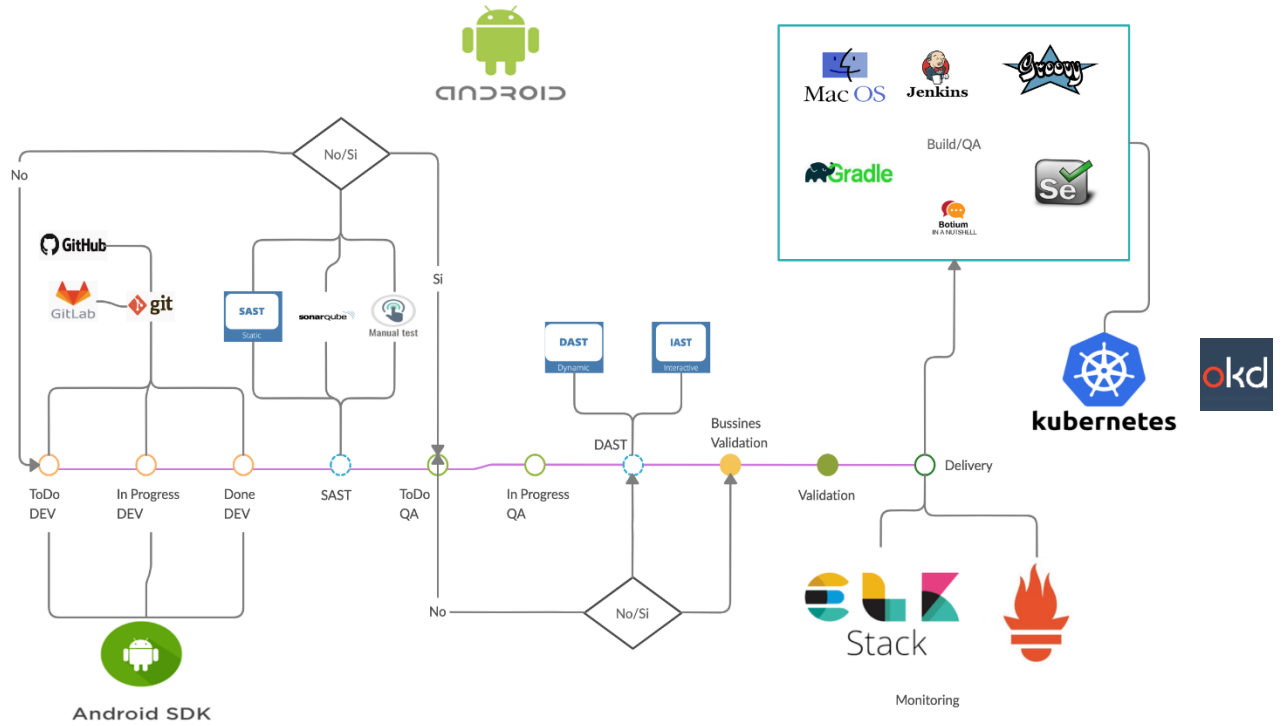 android
Mac OS
Jenkins
Groovy
Build/QA
Gradle
Se
Botium
IN A NUTSHELL
No/Si
No
GitHub
GitLab
git
SAST
Static
sonarqube
Manual test
Si
DAST
Dynamic
IAST
Interactive
kubernetes
okd
DAST
Bussines
Validation
Delivery
ToDo
DEV
In Progress
DEV
Done
DEV
SAST
ToDo
QA
In Progress
QA
Validation
No
No/Si
ELK
Stack
Monitoring
Android SDK